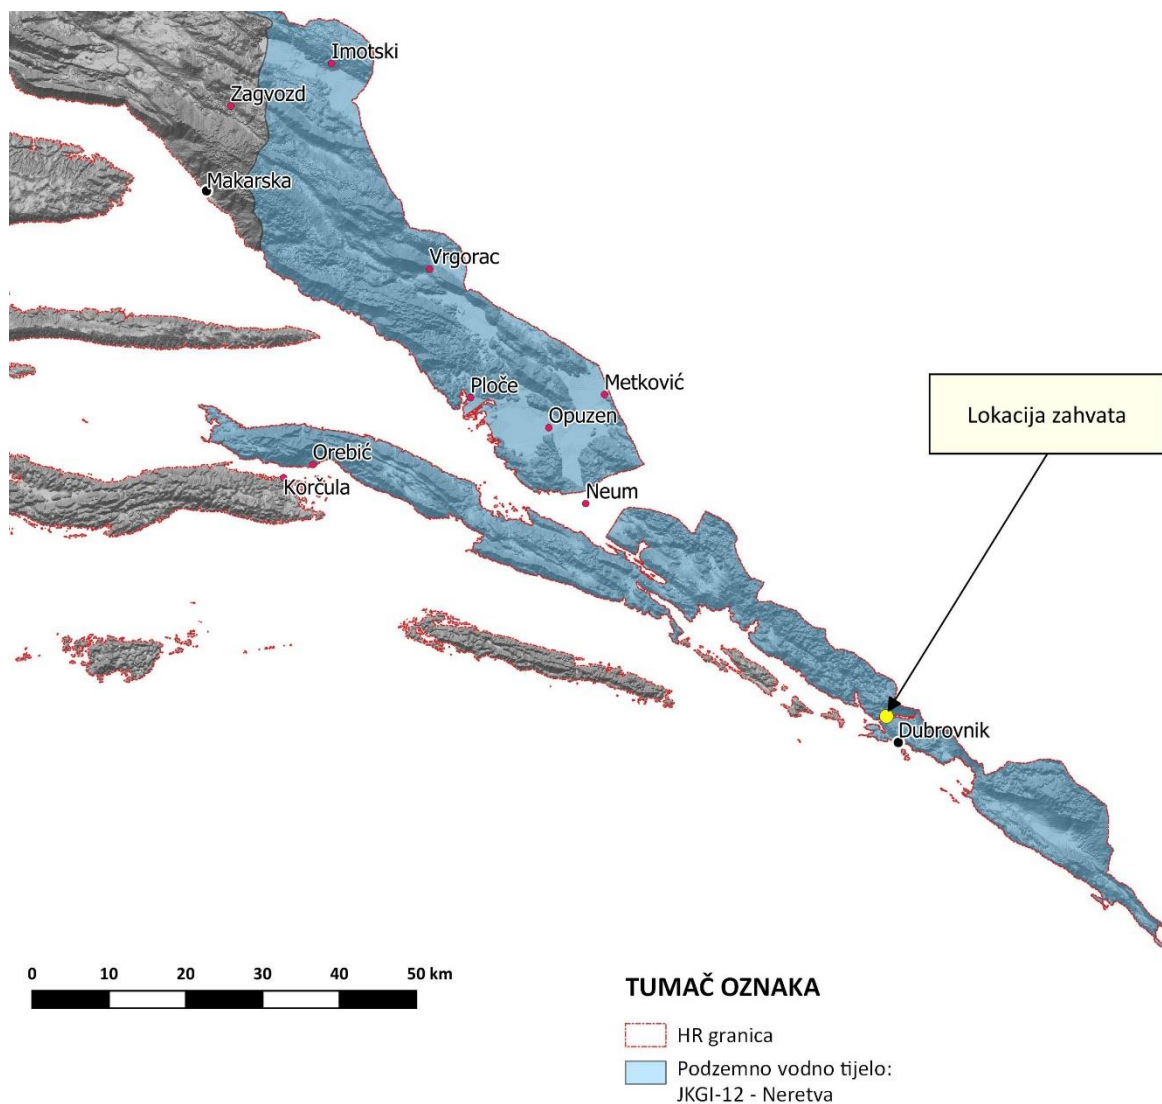 Imotski
Zagvozd
Makarska
Vrgorac
Ploče
Metković
Opuzen
Lokacija zahvata
Orebić
Korčula
Neum
Dubrovnik
0 10 20 30 40 50 km
TUMAČ OZNAKA
HR granica
Podzemno vodno tijelo:
JKGI-12 - Neretva